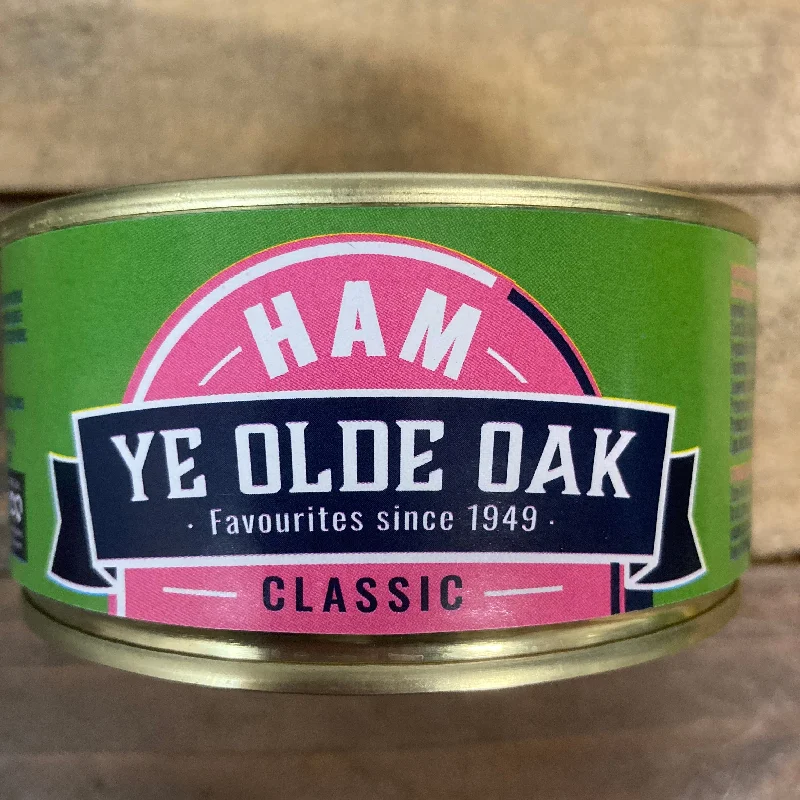 HAM
YE OLDE OAK
· Favourites since 1949 ·
CLASSIC